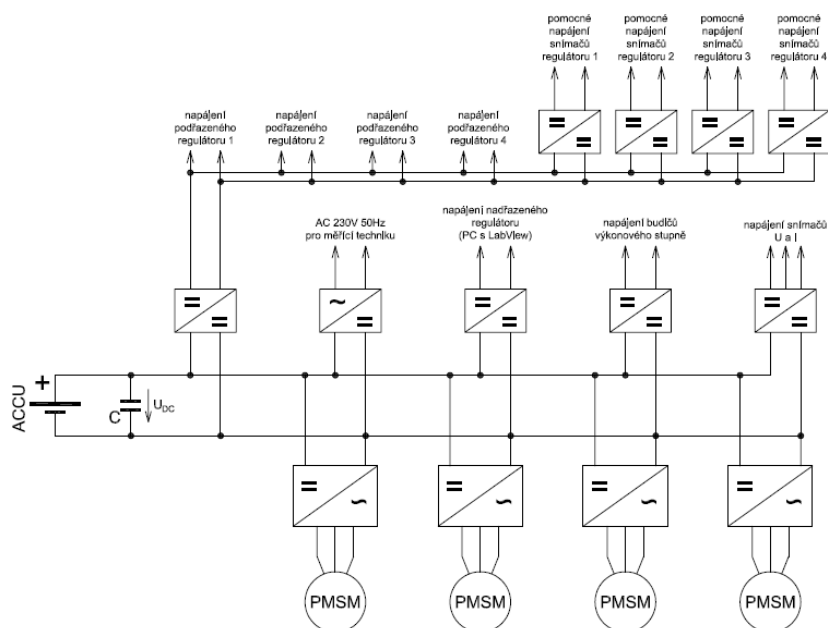 pomocné
napájení
snímačů
regulátoru 1
pomocné
napájení
snímačů
regulátoru 2
pomocné
napájení
snímačů
regulátoru 3
pomocné
napájení
snímačů
regulátoru 4
napájení
podřazeného
regulátoru 1
napájení
podřazeného
regulátoru 2
napájení
podřazeného
regulátoru 3
napájení
podřazeného
regulátoru 4
AC 230V 50Hz
pro měřící techniku
napájení nadřazeného
regulátoru
(PC s LabView)
napájení budičů
výkonového stupně
napájení snímačů
U a I
ACCU
+
C
UDC
PMSM
PMSM
PMSM
PMSM